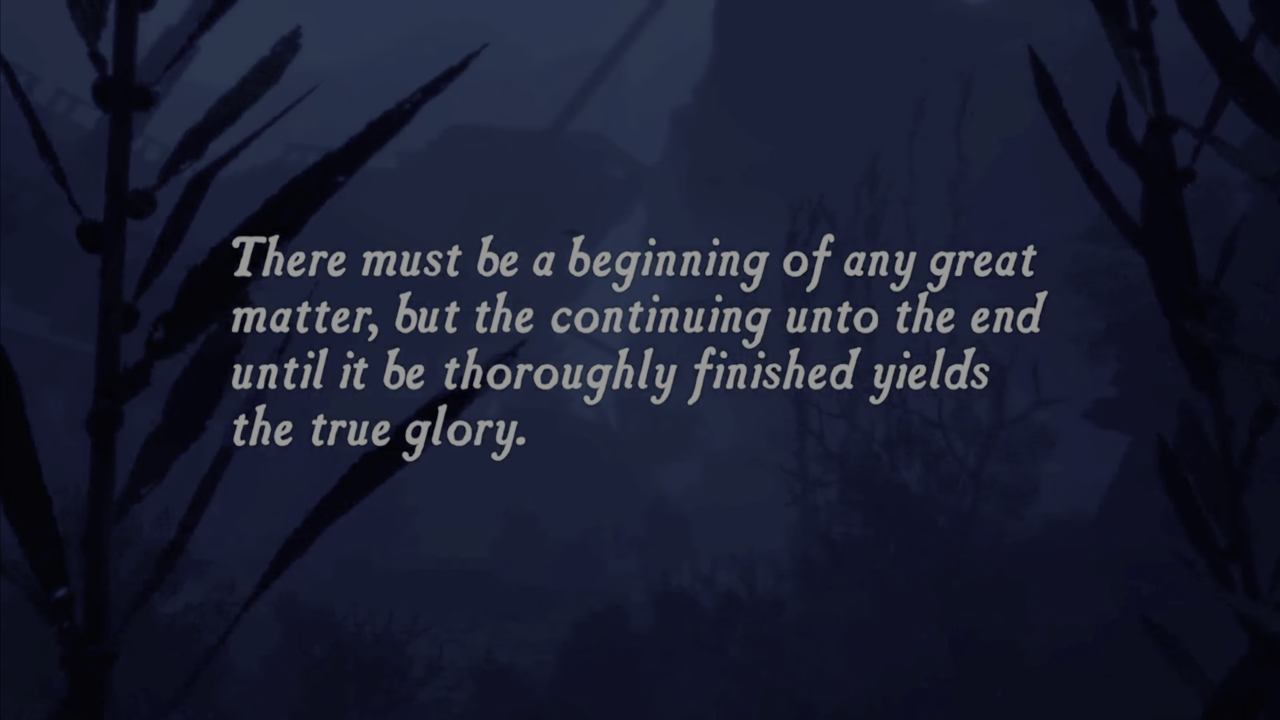 There must be a beginning of any great
matter, but the continuing unto the end
until it be thoroughly finished yields
the true glory.